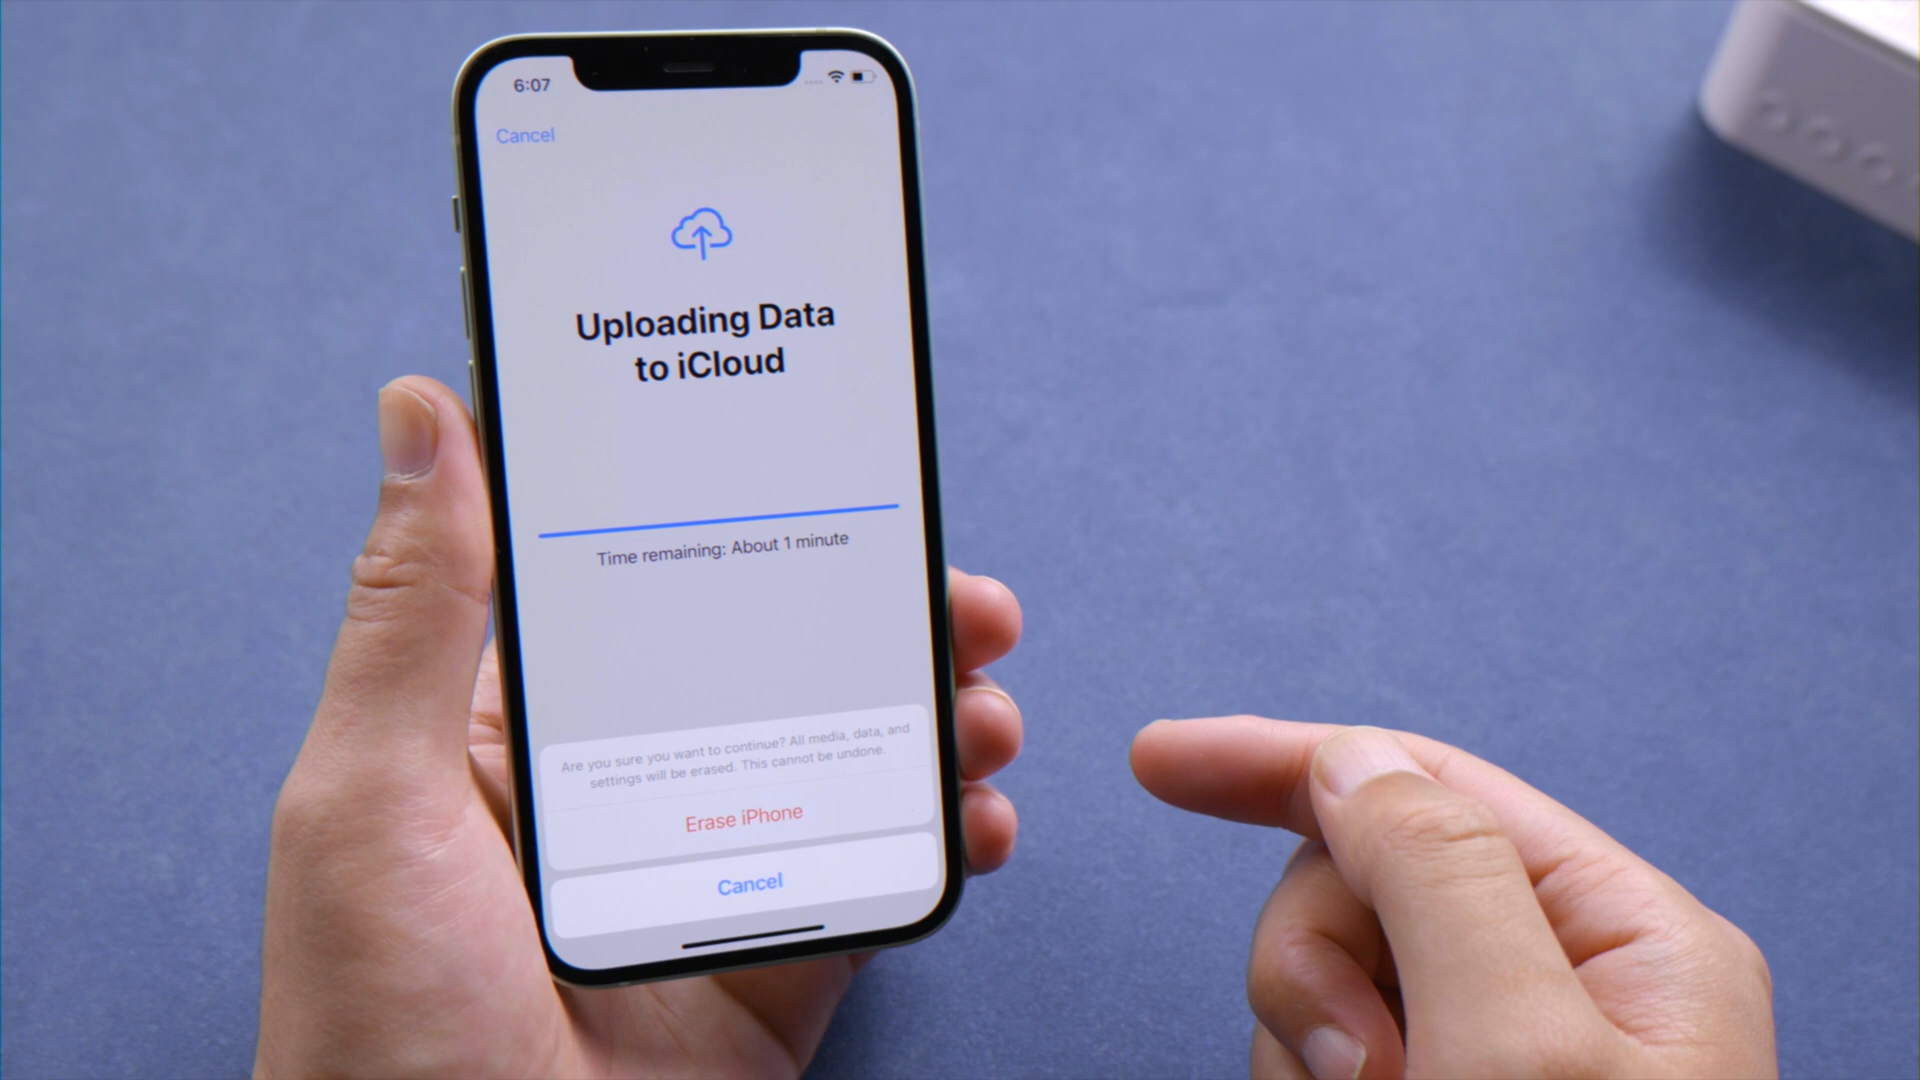 6:07
Cancel
Uploading Data
to iCloud
Time remaining: About 1 minute
Are you sure you want to continue? All media, data, and
settings will be erased. This cannot be undone.
Erase iPhone
Cancel